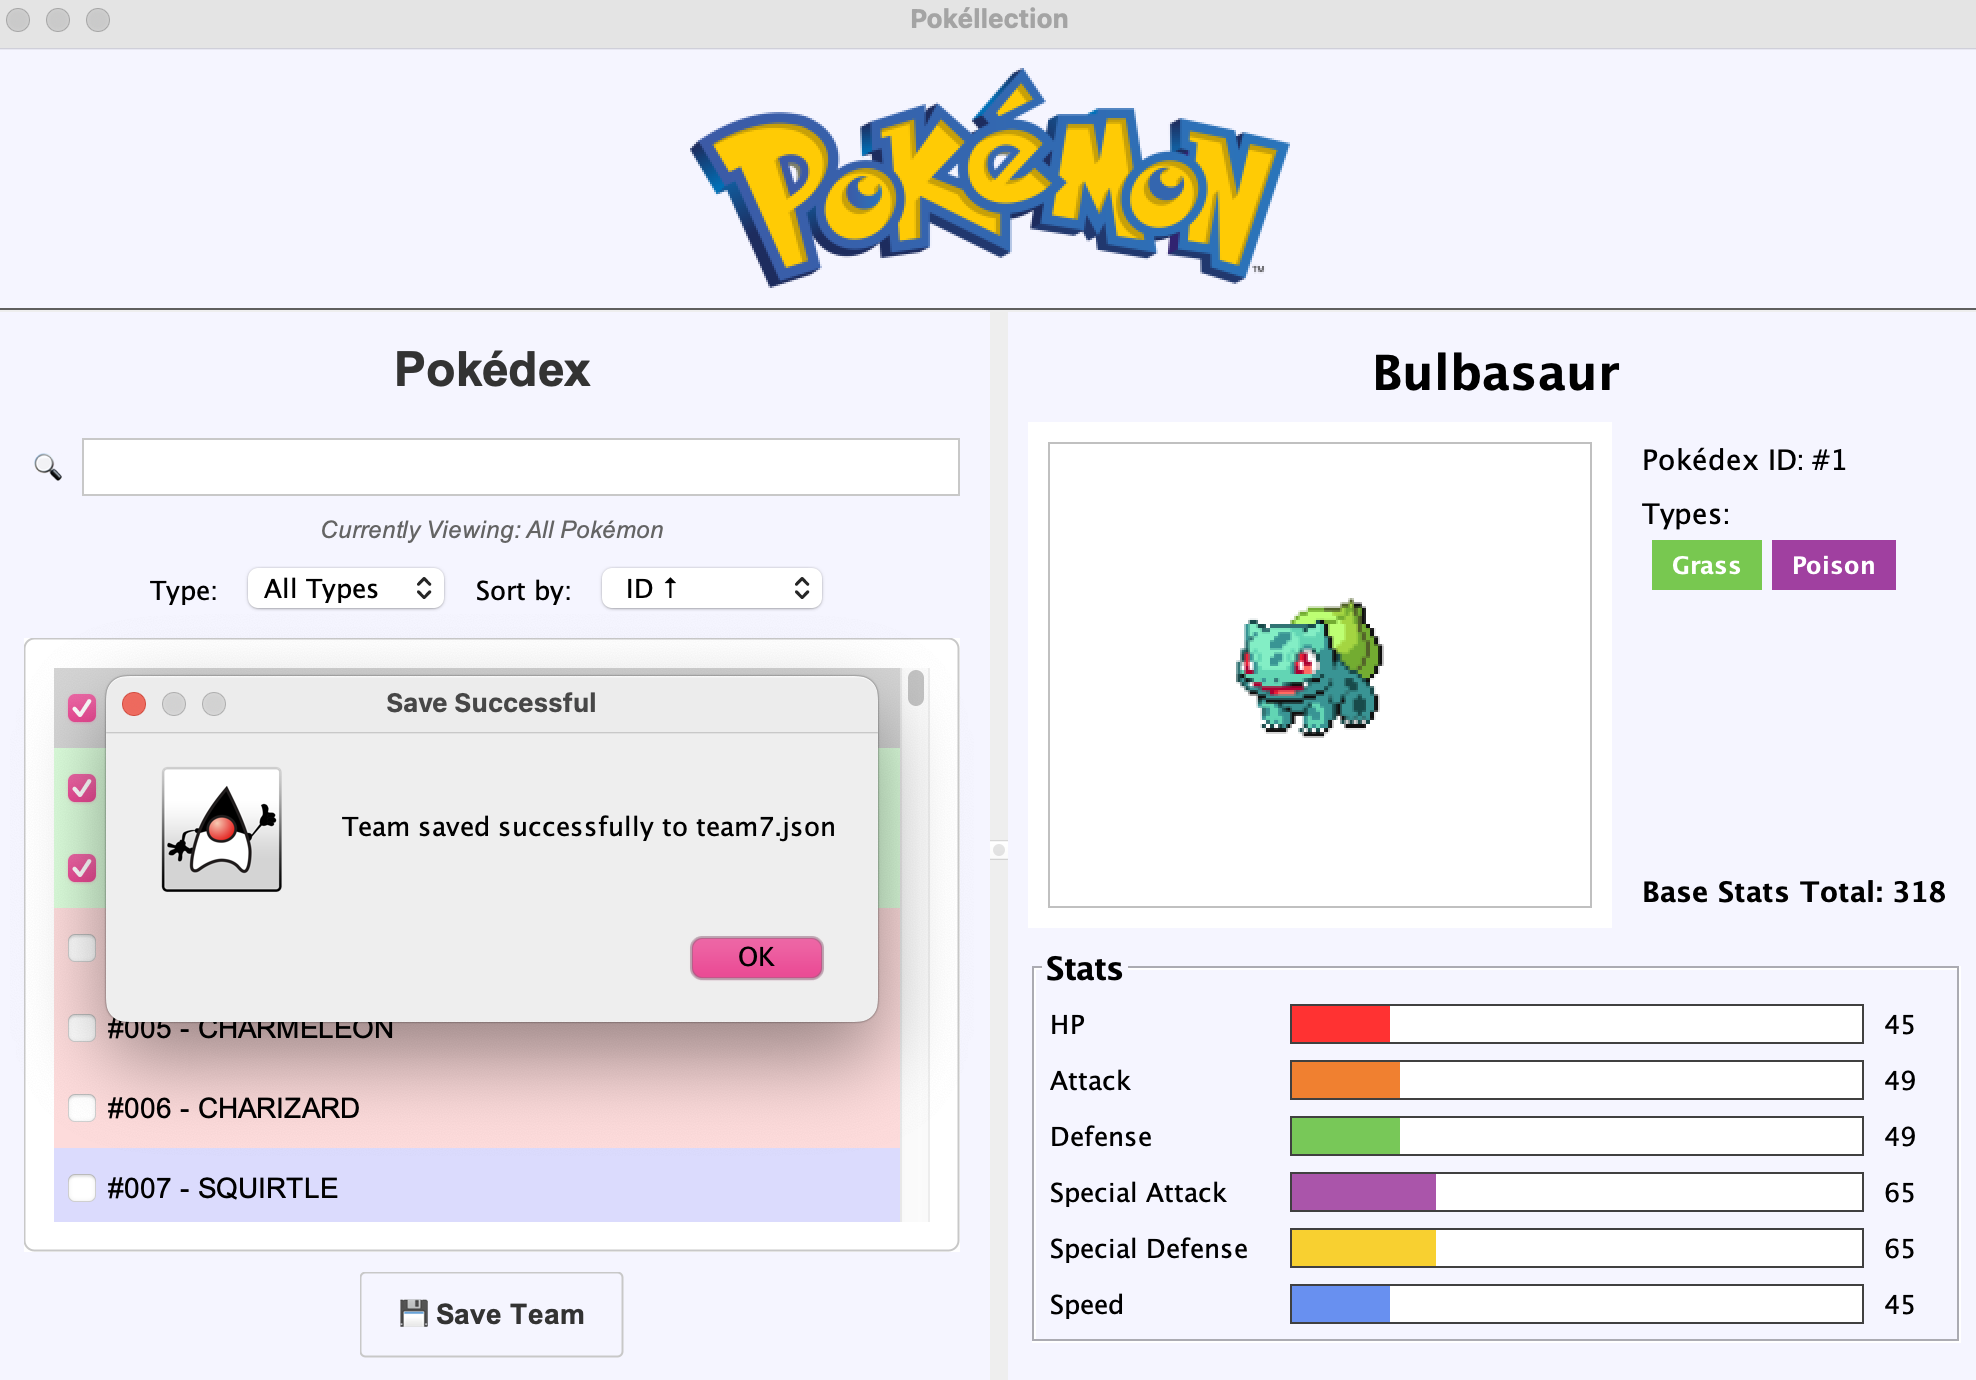 Pokéllection
POKéMON
™
Pokédex
Currently Viewing: All Pokémon
Type: All Types Sort by: ID ↑
Save Successful
Team saved successfully to team7.json
OK
#005 - CHARMELEON
#006 - CHARIZARD
#007 - SQUIRTLE
Save Team
Bulbasaur
Pokédex ID: #1
Types:
Grass Poison
Base Stats Total: 318
Stats
HP 45
Attack 49
Defense 49
Special Attack 65
Special Defense 65
Speed 45